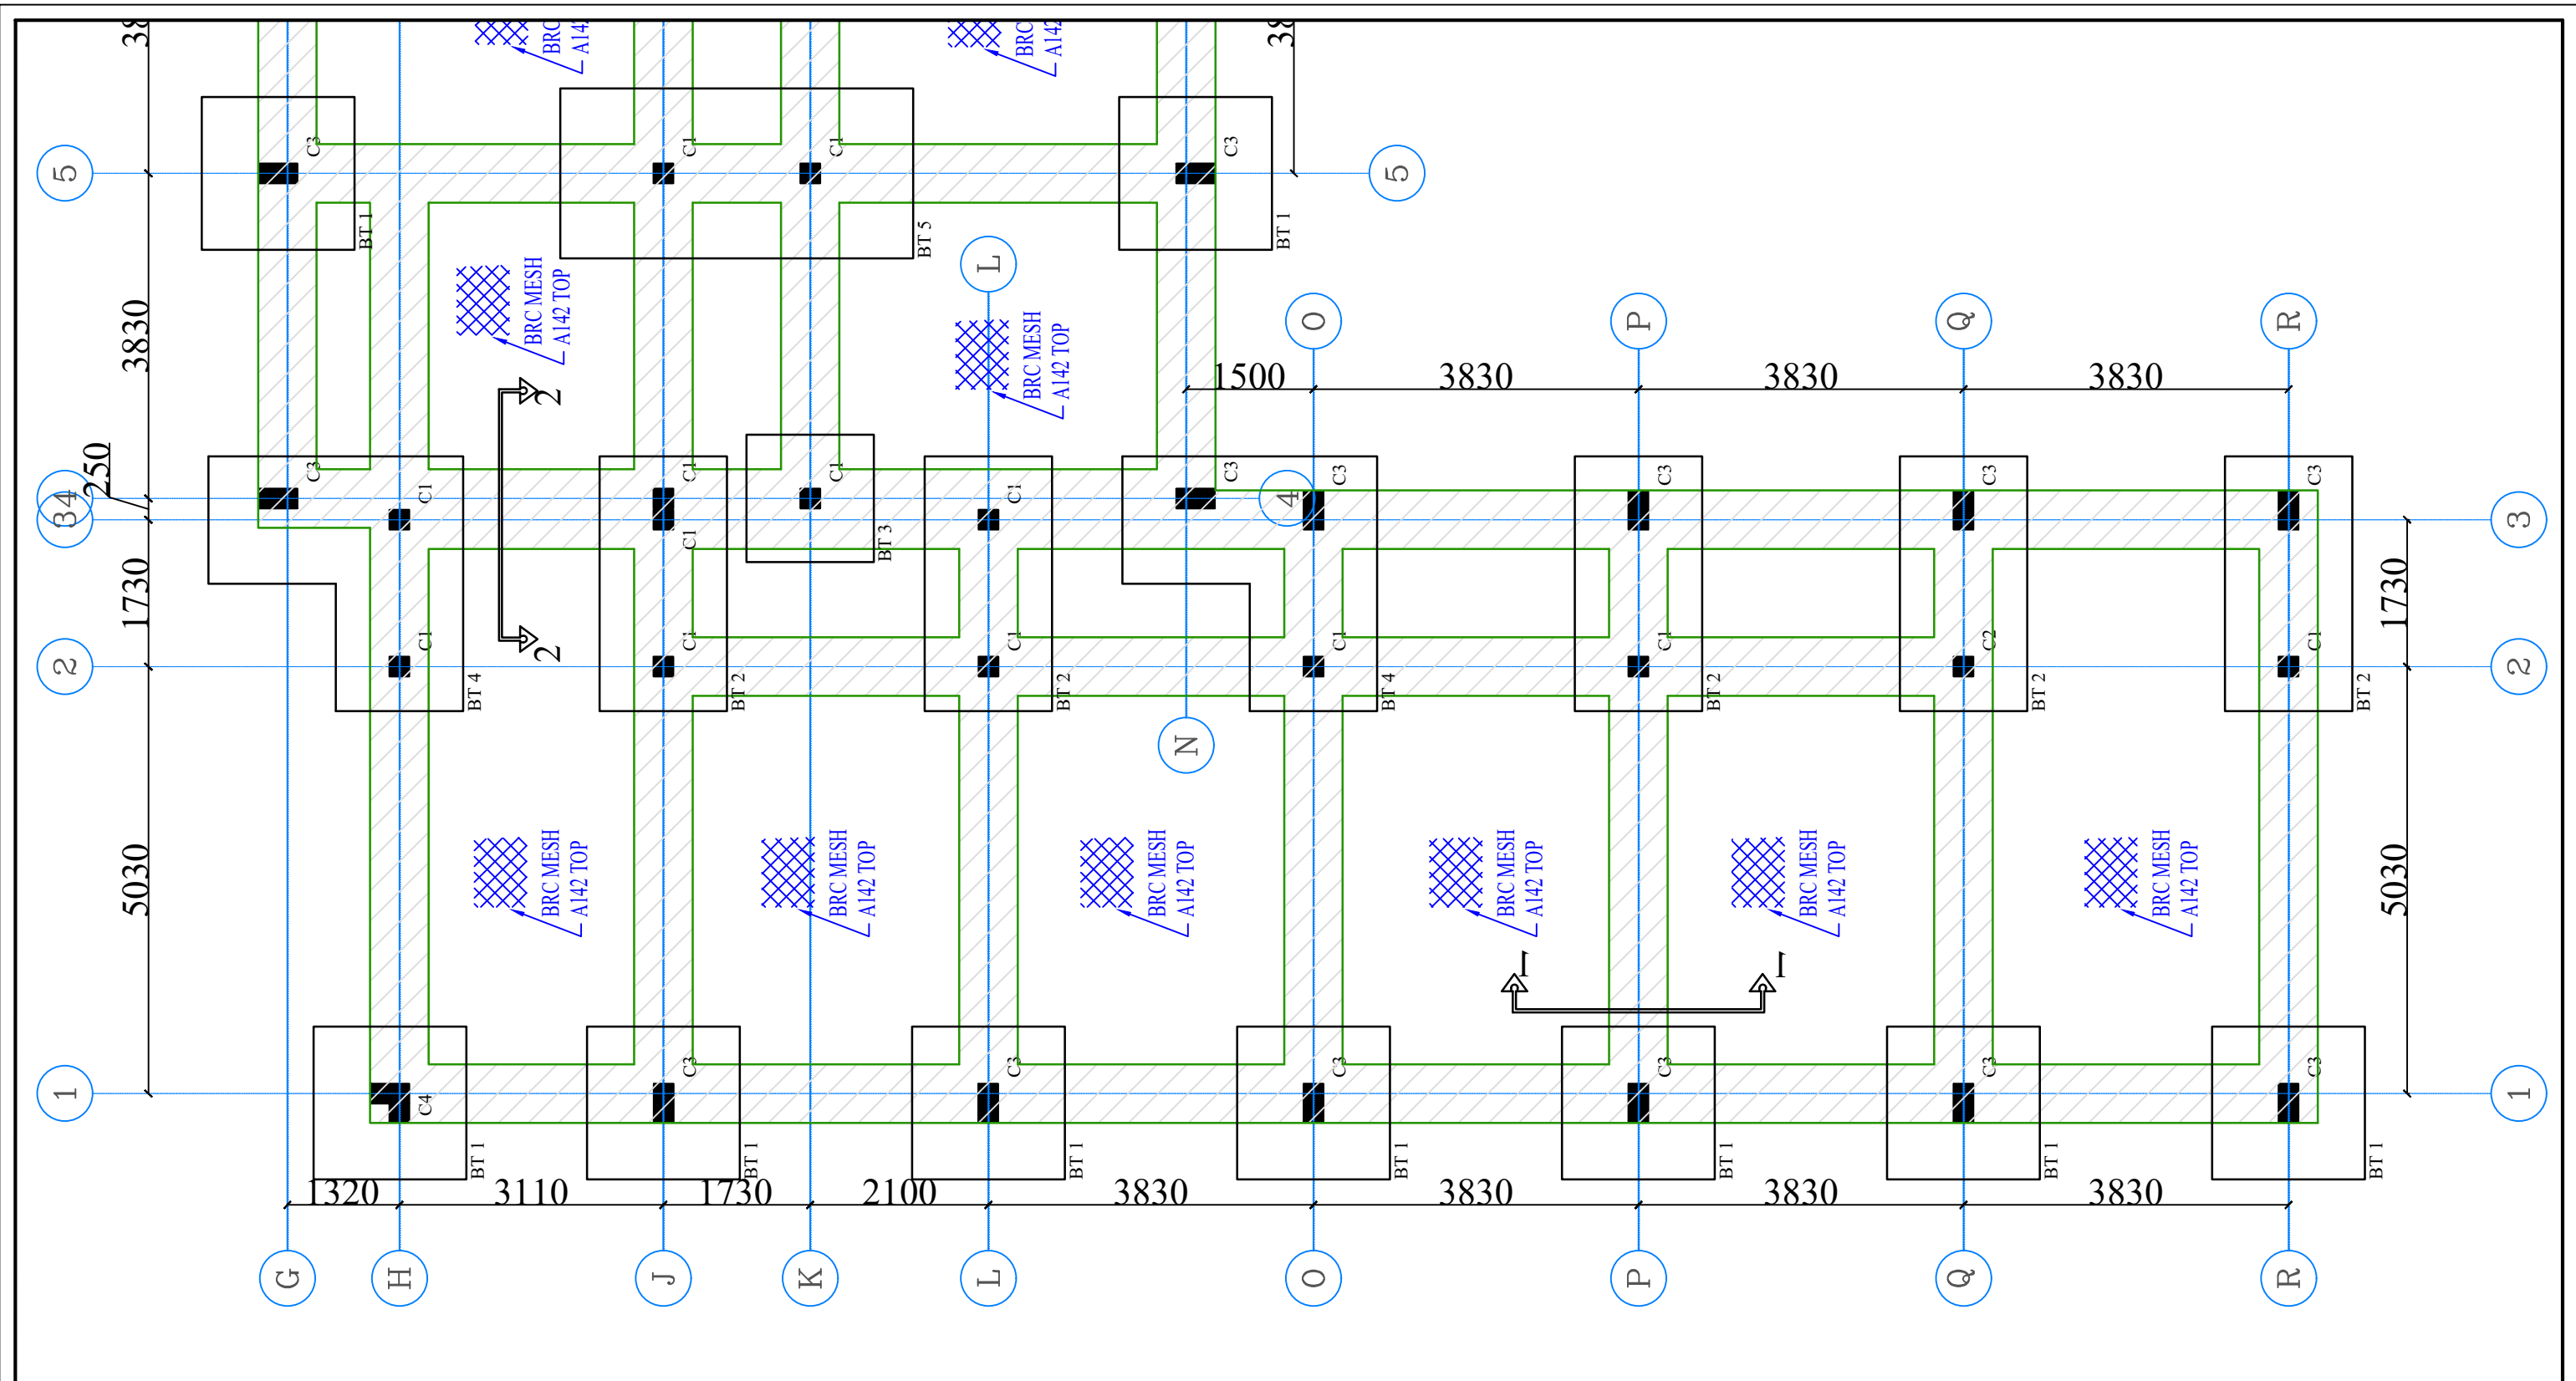 38
BRC
A142
BRC
A142
38
C3
C1
C1
C3
5
5
BT 1
BT 5
BT 1
L
BRC MESH
A142 TOP
BRC MESH
A142 TOP
3830
O
P
Q
R
1500
3830
3830
3830
2
250
C3
C1
C1
C1
C1
C3
C3
C3
C3
C3
4
3
4
3
C1
BT 3
1730
1730
2
2
2
C1
C1
C1
C1
C1
C2
C1
BT 4
BT 2
BT 2
BT 4
BT 2
BT 2
BT 2
N
5030
5030
BRC MESH
A142 TOP
BRC MESH
A142 TOP
BRC MESH
A142 TOP
BRC MESH
A142 TOP
BRC MESH
A142 TOP
BRC MESH
A142 TOP
1
1
1
1
C4
C3
C3
C3
C3
C3
C3
BT 1
BT 1
BT 1
BT 1
BT 1
BT 1
BT 1
1320
3110
1730
2100
3830
3830
3830
3830
G
H
J
K
L
O
P
Q
R